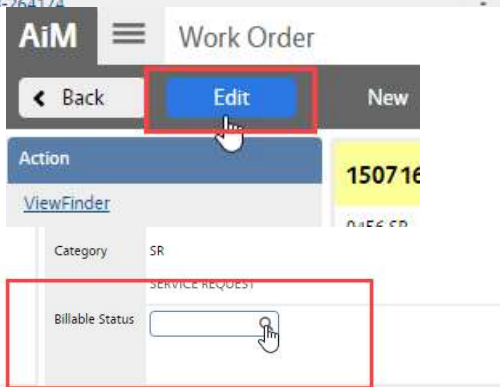 AiM Work Order
Back Edit New
Action
150716
ViewFinder
Category SR
SERVICE REQUEST
Billable Status